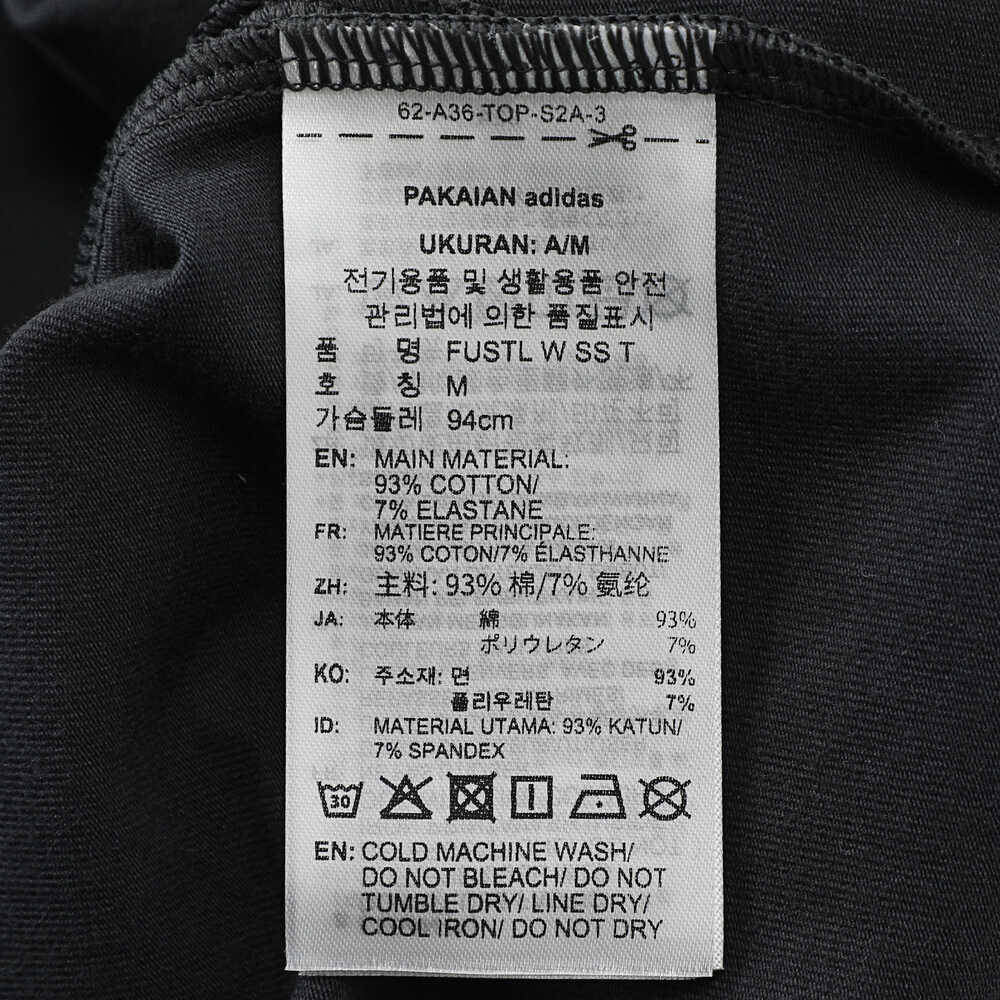 62-A36-TOP-S2A-3
PAKAIAN adidas
UKURAN: A/M
전기용품 및 생활용품 안전
관리법에 의한 품질표시
품 명 FUSTL W SS T
호 칭 M
가슴둘레 94cm
EN: MAIN MATERIAL:
93% COTTON/
7% ELASTANE
FR: MATIERE PRINCIPALE:
93% COTON/7% ÉLASTHANNE
ZH: 主料: 93% 棉/7% 氨纶
JA: 本体 綿 93%
ポリウレタン 7%
KO: 주소재: 면 93%
폴리우레탄 7%
ID: MATERIAL UTAMA: 93% KATUN/
7% SPANDEX
30
EN: COLD MACHINE WASH/
DO NOT BLEACH/ DO NOT
TUMBLE DRY/ LINE DRY/
COOL IRON/ DO NOT DRY